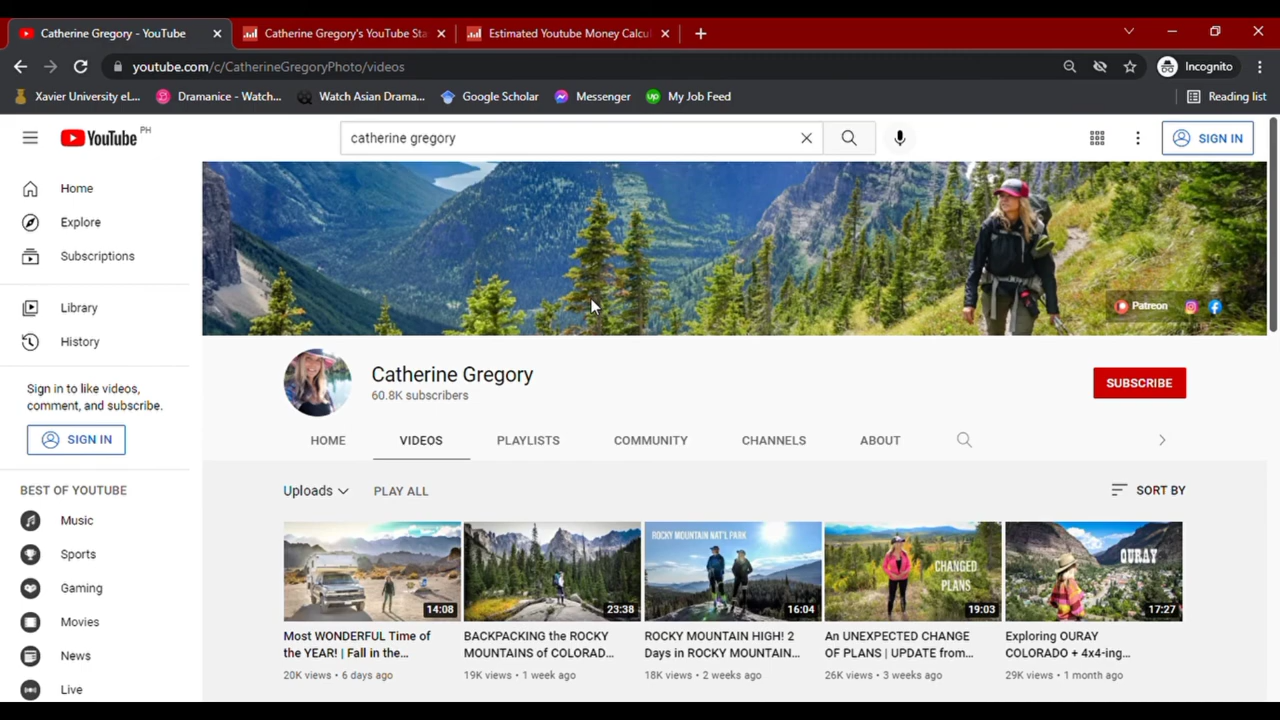 Catherine Gregory - YouTube
Catherine Gregory's YouTube Sta
Estimated Youtube Money Calcu
youtube.com/c/CatherineGregoryPhoto/videos
Incognito
Xavier University eL...
Dramanice - Watch...
Watch Asian Drama...
Google Scholar
Messenger
up
My Job Feed
Reading list
YouTube PH
catherine gregory
SIGN IN
Home
Explore
Subscriptions
Library
History
Sign in to like videos,
comment, and subscribe.
SIGN IN
BEST OF YOUTUBE
Music
Sports
Gaming
Movies
News
Live
Patreon
Catherine Gregory
60.8K subscribers
SUBSCRIBE
HOME
VIDEOS
PLAYLISTS
COMMUNITY
CHANNELS
ABOUT
Uploads
PLAY ALL
SORT BY
14:08
Most WONDERFUL Time of
the YEAR! | Fall in the...
20K views • 6 days ago
23:38
BACKPACKING the ROCKY
MOUNTAINS of COLORAD...
19K views • 1 week ago
ROCKY MOUNTAIN NAT'L PARK
16:04
ROCKY MOUNTAIN HIGH! 2
Days in ROCKY MOUNTAIN...
18K views • 2 weeks ago
CHANGED
PLANS
19:03
An UNEXPECTED CHANGE
OF PLANS | UPDATE from...
26K views • 3 weeks ago
OURAY
17:27
Exploring OURAY
COLORADO + 4x4-ing...
29K views • 1 month ago